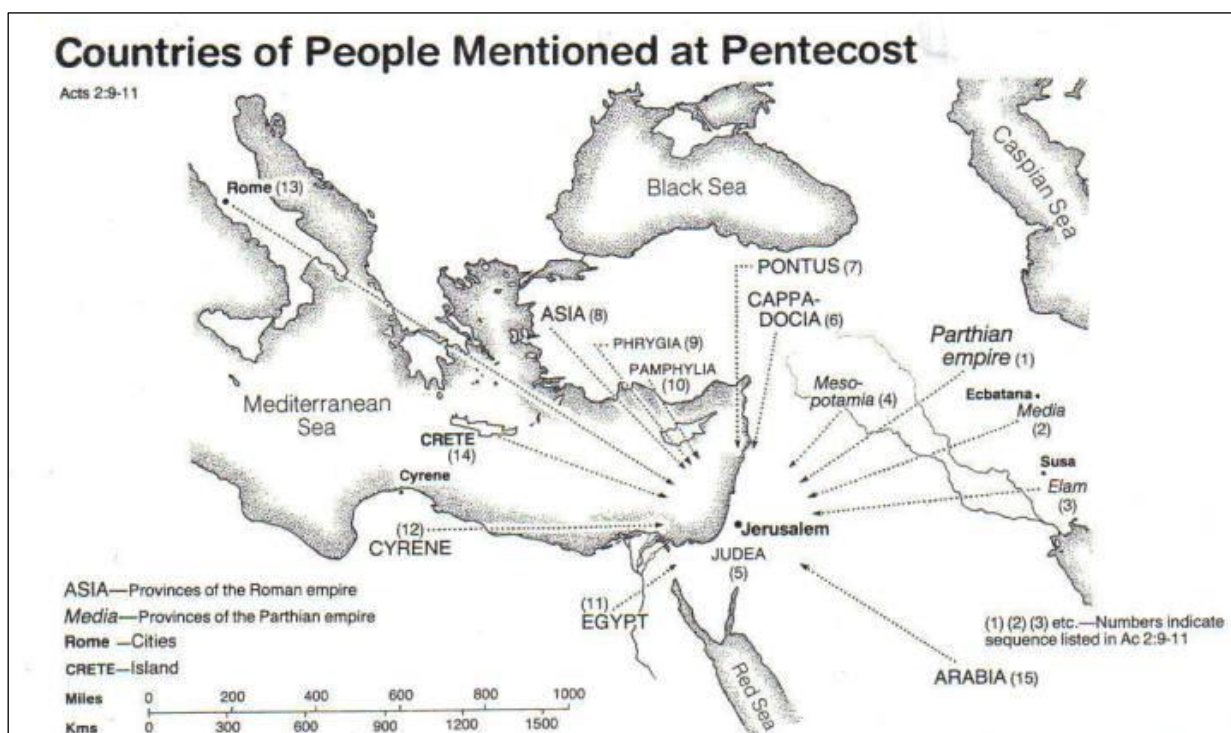 Countries of People Mentioned at Pentecost
Acts 2:9-11
Rome (13)
Black Sea
Caspian Sea
PONTUS (7)
ASIA (8)
CAPPA-
DOCIA (6)
PHRYGIA (9)
PAMPHYLIA
(10)
Parthian
empire (1)
Meso-
potamia (4)
Ecbatana
Media
(2)
Mediterranean
Sea
CRETE
(14)
Susa
Elam
(3)
Cyrene
(12)
CYRENE
Jerusalem
JUDEA
(5)
(11)
EGYPT
Red Sea
ARABIA (15)
ASIA—Provinces of the Roman empire
Media—Provinces of the Parthian empire
Rome —Cities
CRETE—Island
(1) (2) (3) etc.—Numbers indicate
sequence listed in Ac 2:9-11
Miles 0 200 400 600 800 1000
Kms 0 300 600 900 1200 1500